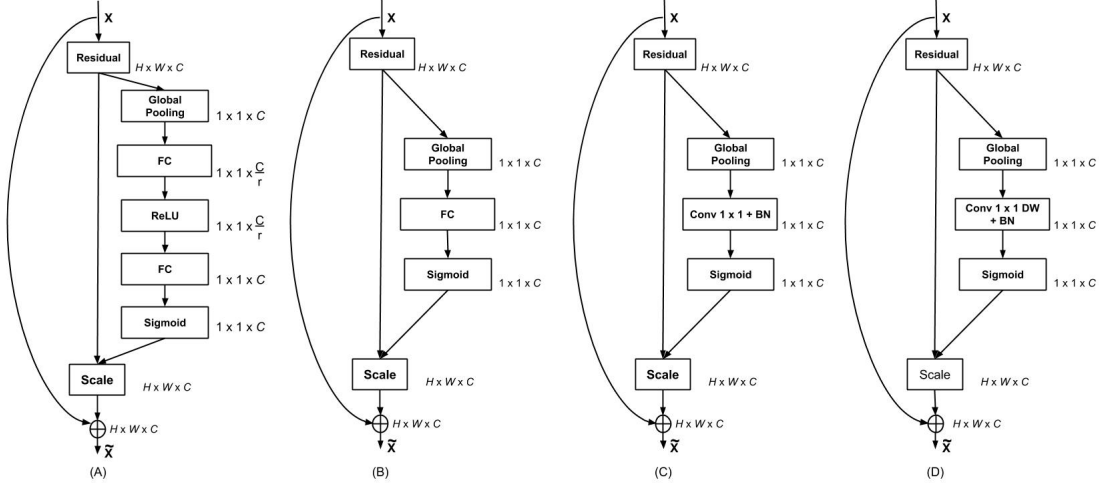 X
Residual
H x W x C
Global
Pooling
1 x 1 x C
FC
1 x 1 x C/r
ReLU
1 x 1 x C/r
FC
1 x 1 x C
Sigmoid
1 x 1 x C
Scale
H x W x C
H x W x C
X̃
(A)
X
Residual
H x W x C
Global
Pooling
1 x 1 x C
FC
1 x 1 x C
Sigmoid
1 x 1 x C
Scale
H x W x C
H x W x C
X̃
(B)
X
Residual
H x W x C
Global
Pooling
1 x 1 x C
Conv 1 x 1 + BN
1 x 1 x C
Sigmoid
1 x 1 x C
Scale
H x W x C
H x W x C
X̃
(C)
X
Residual
H x W x C
Global
Pooling
1 x 1 x C
Conv 1 x 1 DW
+ BN
1 x 1 x C
Sigmoid
1 x 1 x C
Scale
H x W x C
H x W x C
X̃
(D)